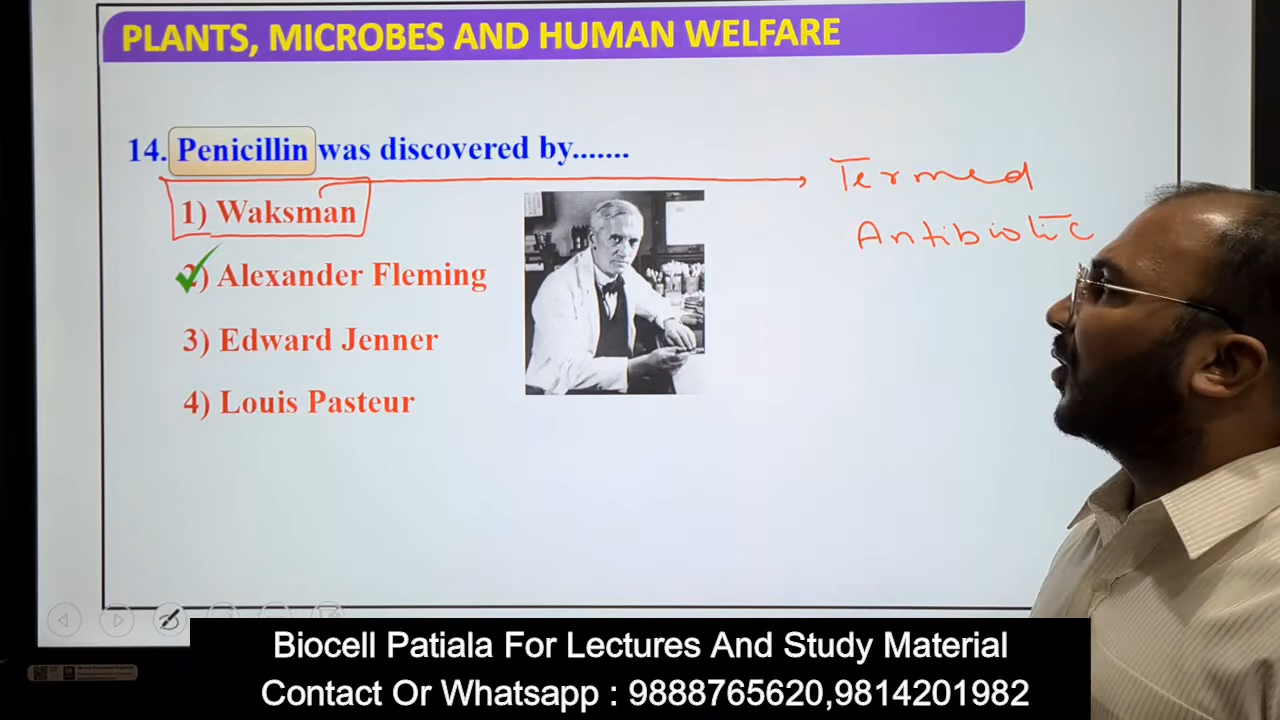 PLANTS, MICROBES AND HUMAN WELFARE
14. Penicillin was discovered by.......
1) Waksman
2) Alexander Fleming
3) Edward Jenner
4) Louis Pasteur
Termed
Antibiotic
Biocell Patiala For Lectures And Study Material
Contact Or Whatsapp : 9888765620,9814201982